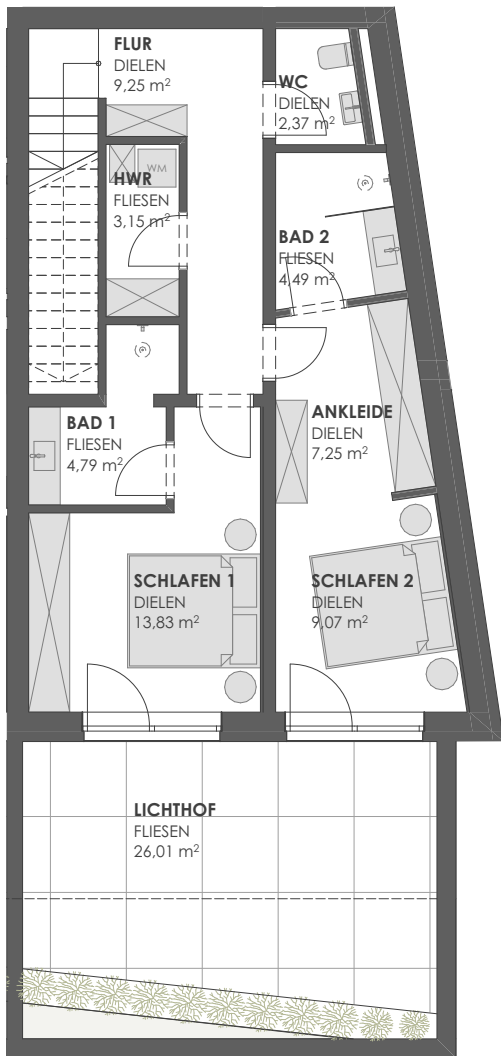 FLUR
DIELEN
9,25 m²
WC
DIELEN
2,37 m²
WM
HWR
FLIESEN
3,15 m²
BAD 2
FLIESEN
4,49 m²
BAD 1
FLIESEN
4,79 m²
ANKLEIDE
DIELEN
7,25 m²
SCHLAFEN 1
DIELEN
13,83 m²
SCHLAFEN 2
DIELEN
9,07 m²
LICHTHOF
FLIESEN
26,01 m²